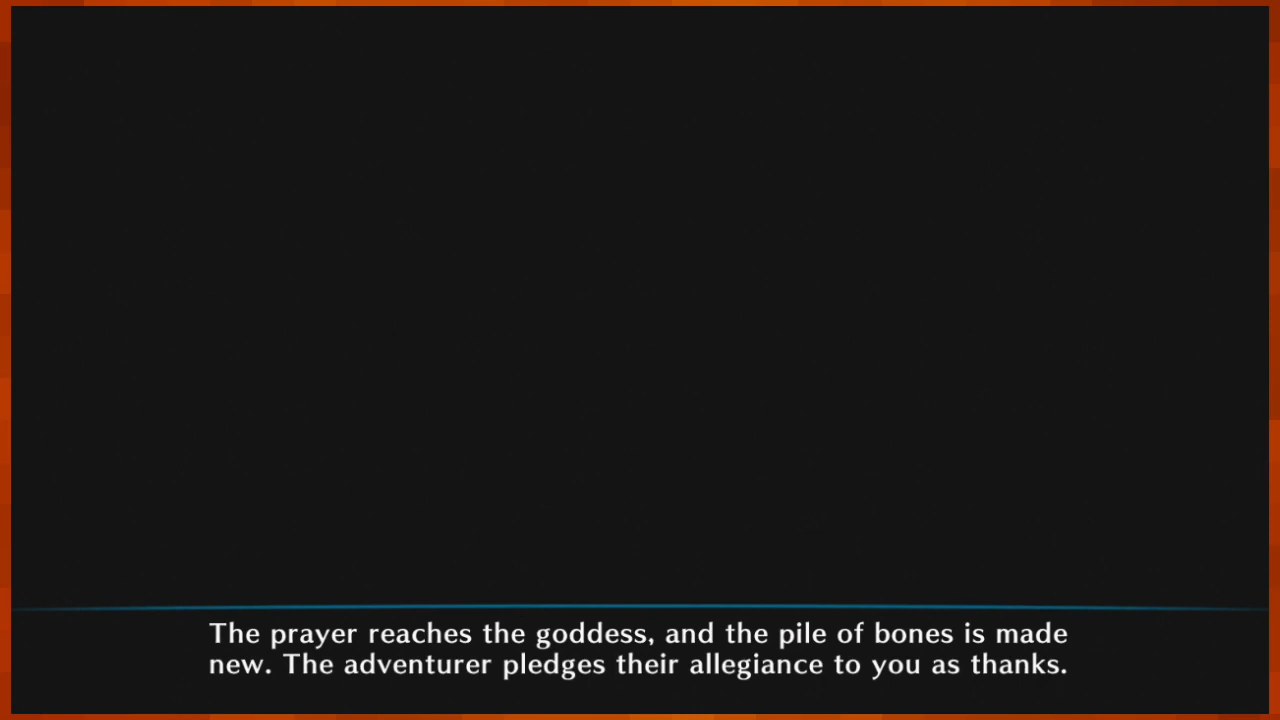 The prayer reaches the goddess, and the pile of bones is made
new. The adventurer pledges their allegiance to you as thanks.